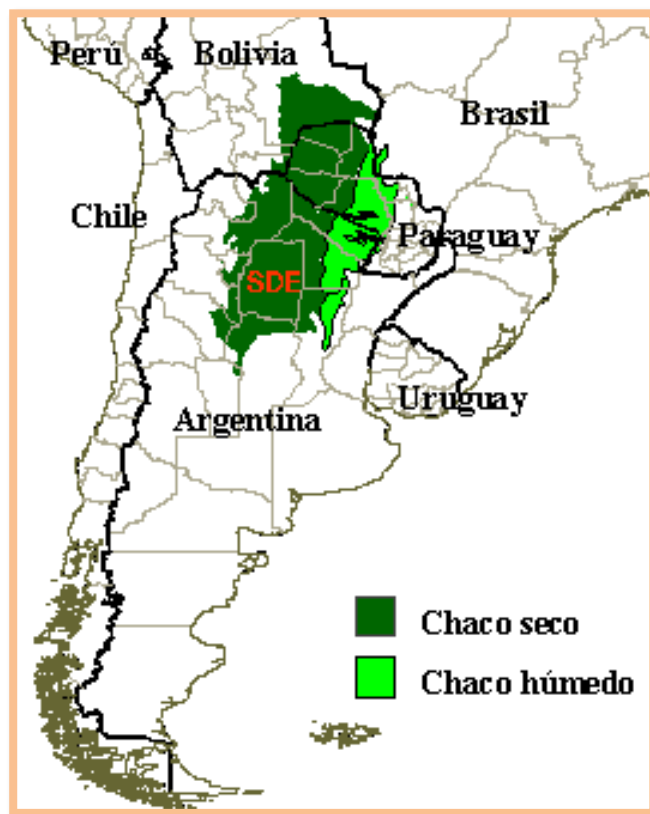 Perú
Bolivia
Brasil
Chile
Paraguay
SDE
Uruguay
Argentina
Chaco seco
Chaco húmedo